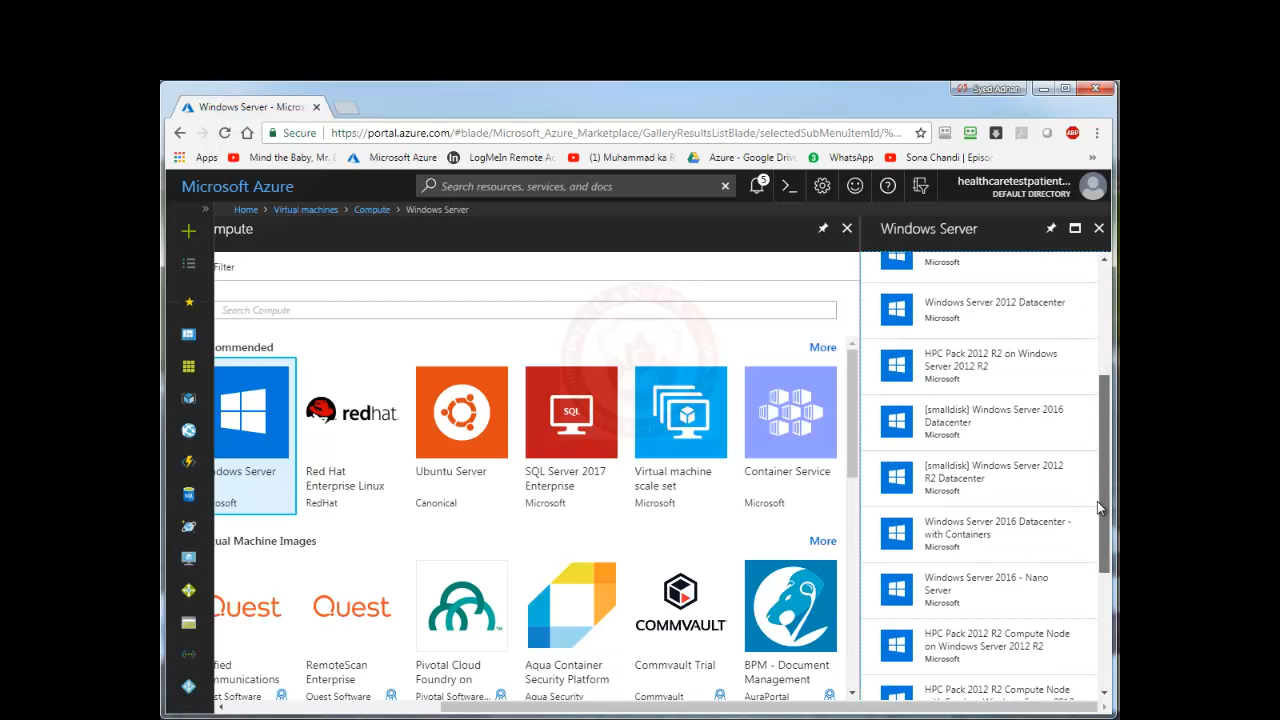 Syed Adnan
Windows Server - Micros
Secure
https://portal.azure.com/#blade/Microsoft_Azure_Marketplace/GalleryResultsListBlade/selectedSubMenuItemId/%...
ABP
Apps
Mind the Baby, Mr.
Microsoft Azure
LogMeIn Remote Ac
(1) Muhammad ka R
Azure - Google Driv
3
WhatsApp
Sona Chandi | Episo
»
Microsoft Azure
Search resources, services, and docs
5
healthcaretestpatient...
DEFAULT DIRECTORY
Home > Virtual machines > Compute > Windows Server
mpute
Windows Server
Filter
Search Compute
ommended
More
dows Server
osoft
redhat.
Red Hat
Enterprise Linux
RedHat
Ubuntu Server
Canonical
SQL
SQL Server 2017
Enterprise
Microsoft
Virtual machine
scale set
Microsoft
Container Service
Microsoft
ual Machine Images
More
Quest
fied
mmunications
est Software
Quest
RemoteScan
Enterprise
Quest Software
Pivotal Cloud
Foundry on
Pivotal Software...
Aqua Container
Security Platform
Aqua Security
COMMVAULT
Commvault Trial
Commvault
BPM - Document
Management
AuraPortal
Microsoft
Windows Server 2012 Datacenter
Microsoft
HPC Pack 2012 R2 on Windows
Server 2012 R2
Microsoft
[smalldisk] Windows Server 2016
Datacenter
Microsoft
[smalldisk] Windows Server 2012
R2 Datacenter
Microsoft
Windows Server 2016 Datacenter -
with Containers
Microsoft
Windows Server 2016 - Nano
Server
Microsoft
HPC Pack 2012 R2 Compute Node
on Windows Server 2012 R2
Microsoft
HPC Pack 2012 R2 Compute Node